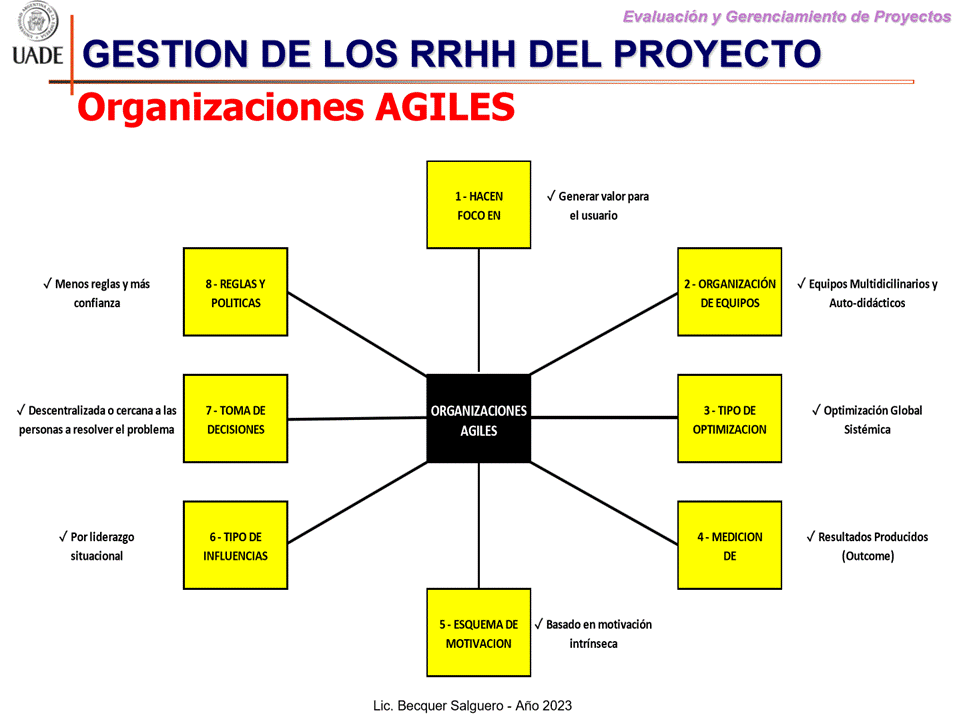 Evaluación y Gerenciamiento de Proyectos
UADE
GESTION DE LOS RRHH DEL PROYECTO
Organizaciones AGILES
1 - HACEN
FOCO EN
✓ Generar valor para
el usuario
2 - ORGANIZACIÓN
DE EQUIPOS
✓ Equipos Multidicilinarios y
Auto-didácticos
3 - TIPO DE
OPTIMIZACION
✓ Optimización Global
Sistémica
4 - MEDICION
DE
✓ Resultados Producidos
(Outcome)
5 - ESQUEMA DE
MOTIVACION
✓ Basado en motivación
intrínseca
6 - TIPO DE
INFLUENCIAS
✓ Por liderazgo
situacional
7 - TOMA DE
DECISIONES
✓ Descentralizada o cercana a las
personas a resolver el problema
8 - REGLAS Y
POLITICAS
✓ Menos reglas y más
confianza
ORGANIZACIONES
AGILES
Lic. Becquer Salguero - Año 2023